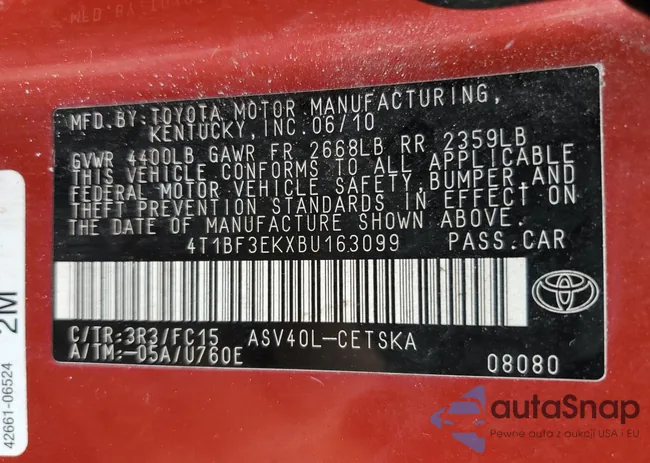 MFD.BY:TOYOTA MOTOR MANUFACTURING,
KENTUCKY, INC. 06/10
GVWR 4400LB GAWR FR 2668LB RR 2359LB
THIS VEHICLE CONFORMS TO ALL APPLICABLE
FEDERAL MOTOR VEHICLE SAFETY, BUMPER, AND
THEFT PREVENTION STANDARDS IN EFFECT ON
THE DATE OF MANUFACTURE SHOWN ABOVE.
4T1BF3EKXBU163099 PASS.CAR
C/TR:3R3/FC15 ASV40L-CETSKA
A/TM:-05A/U760E
08080
2M
42661-06524
autaSnap
Pewne auta z aukcji USA i EU